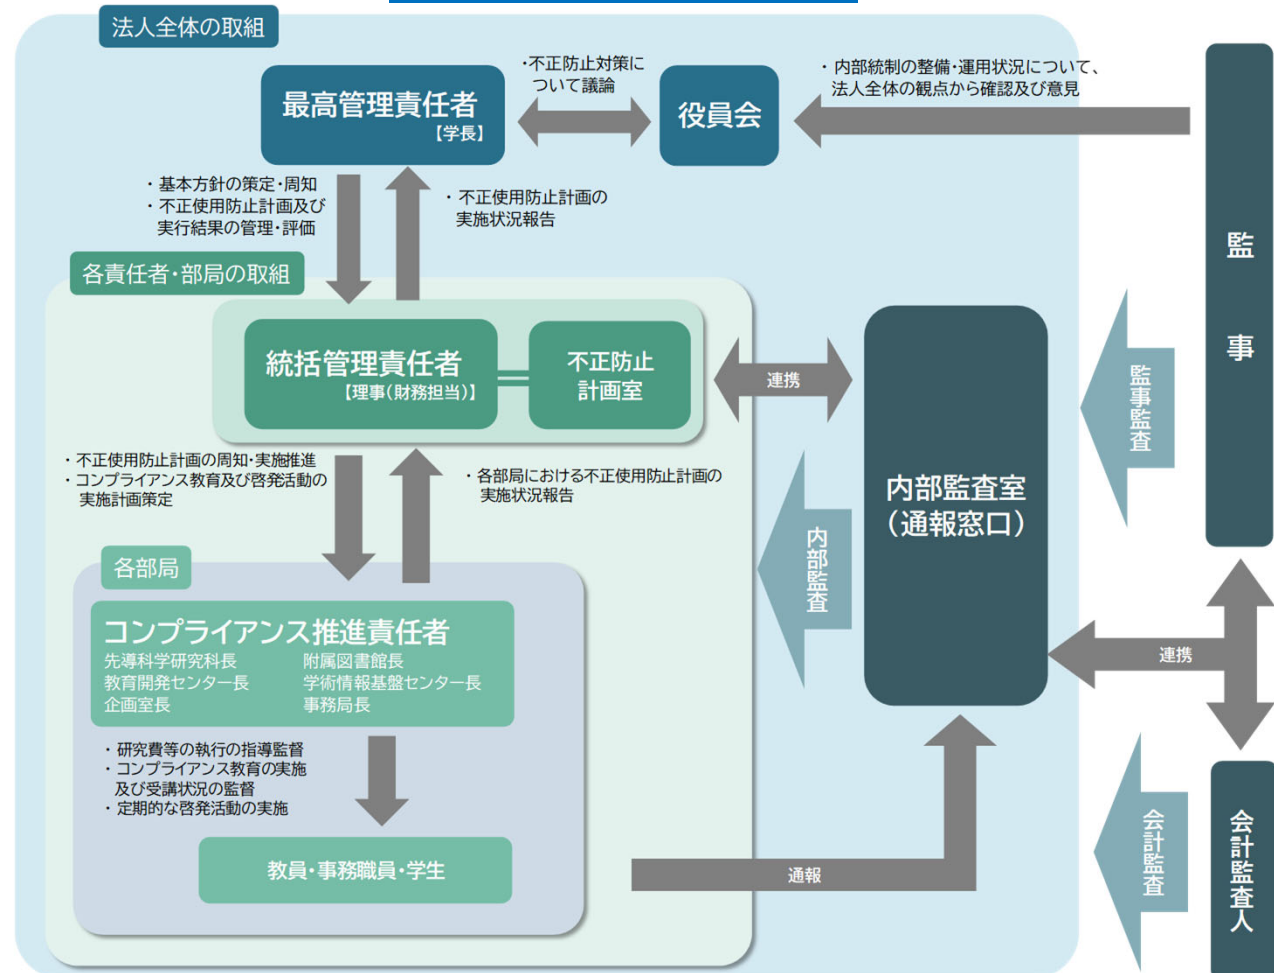 法人全体の取組
最高管理責任者
【学長】
・不正防止対策に
ついて議論
役員会
・内部統制の整備・運用状況について、
法人全体の観点から確認及び意見
・基本方針の策定・周知
・不正使用防止計画及び
実行結果の管理・評価
・不正使用防止計画の
実施状況報告
監事
各責任者・部局の取組
統括管理責任者
【理事(財務担当)】
不正防止
計画室
連携
監事監査
・不正使用防止計画の周知・実施推進
・コンプライアンス教育及び啓発活動の
実施計画策定
・各部局における不正使用防止計画の
実施状況報告
内部監査
内部監査室
（通報窓口）
各部局
コンプライアンス推進責任者
先導科学研究科長
附属図書館長
教育開発センター長
学術情報基盤センター長
企画室長
事務局長
連携
・研究費等の執行の指導監督
・コンプライアンス教育の実施
及び受講状況の監督
・定期的な啓発活動の実施
教員・事務職員・学生
通報
会計監査
会計監査人